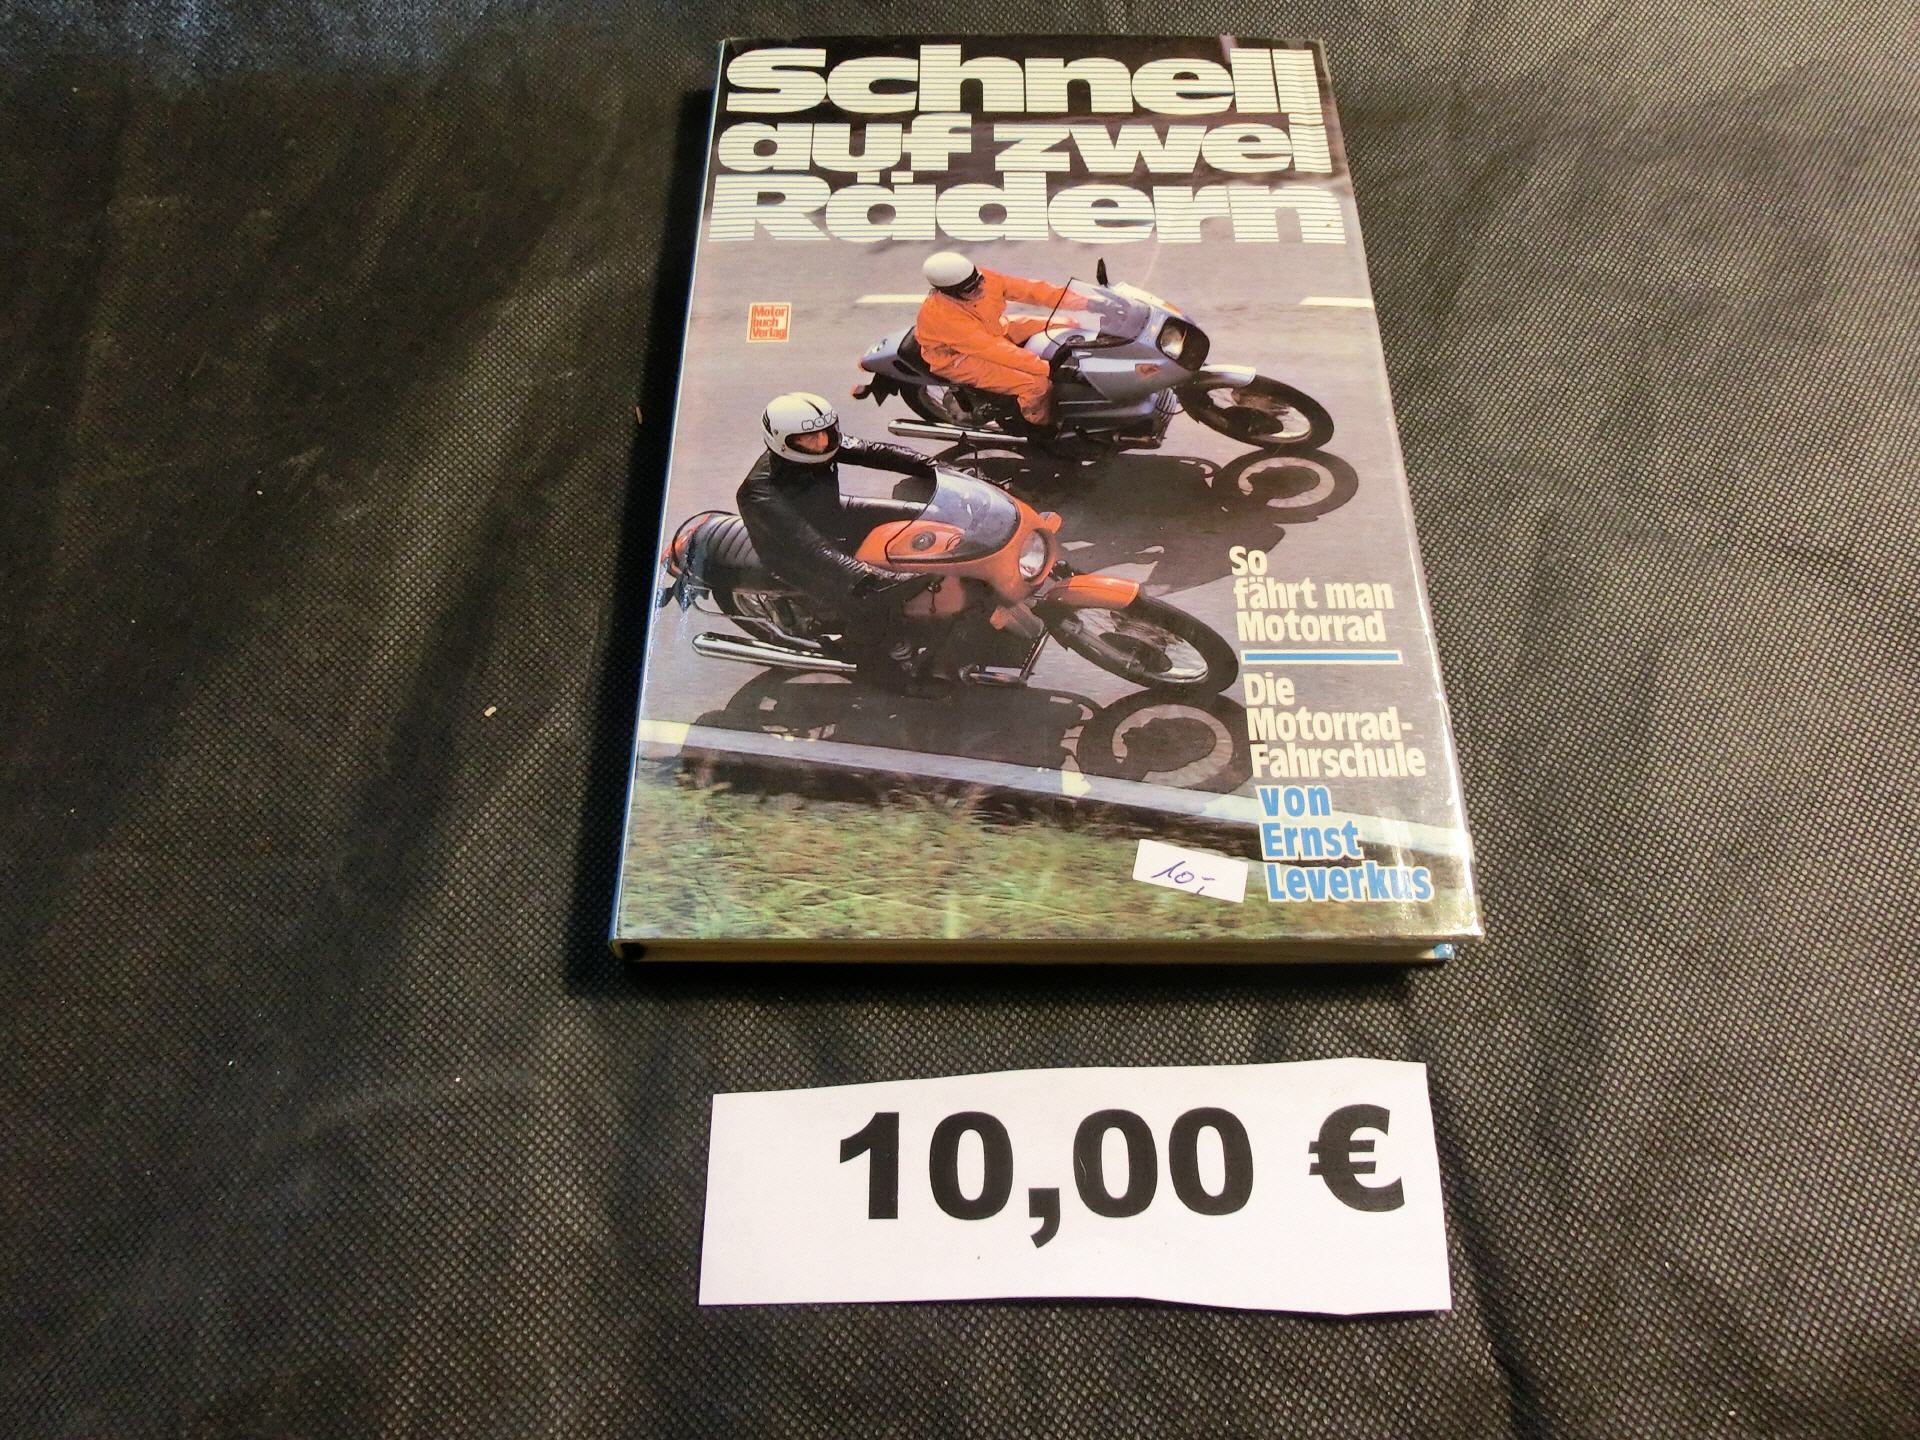 Schnell
auf zwei
Rädern
Motor
buch
Verlag
So
fährt man
Motorrad
Die
Motorrad-
Fahrschule
von
Ernst
Leverkus
10,-
10,00 €